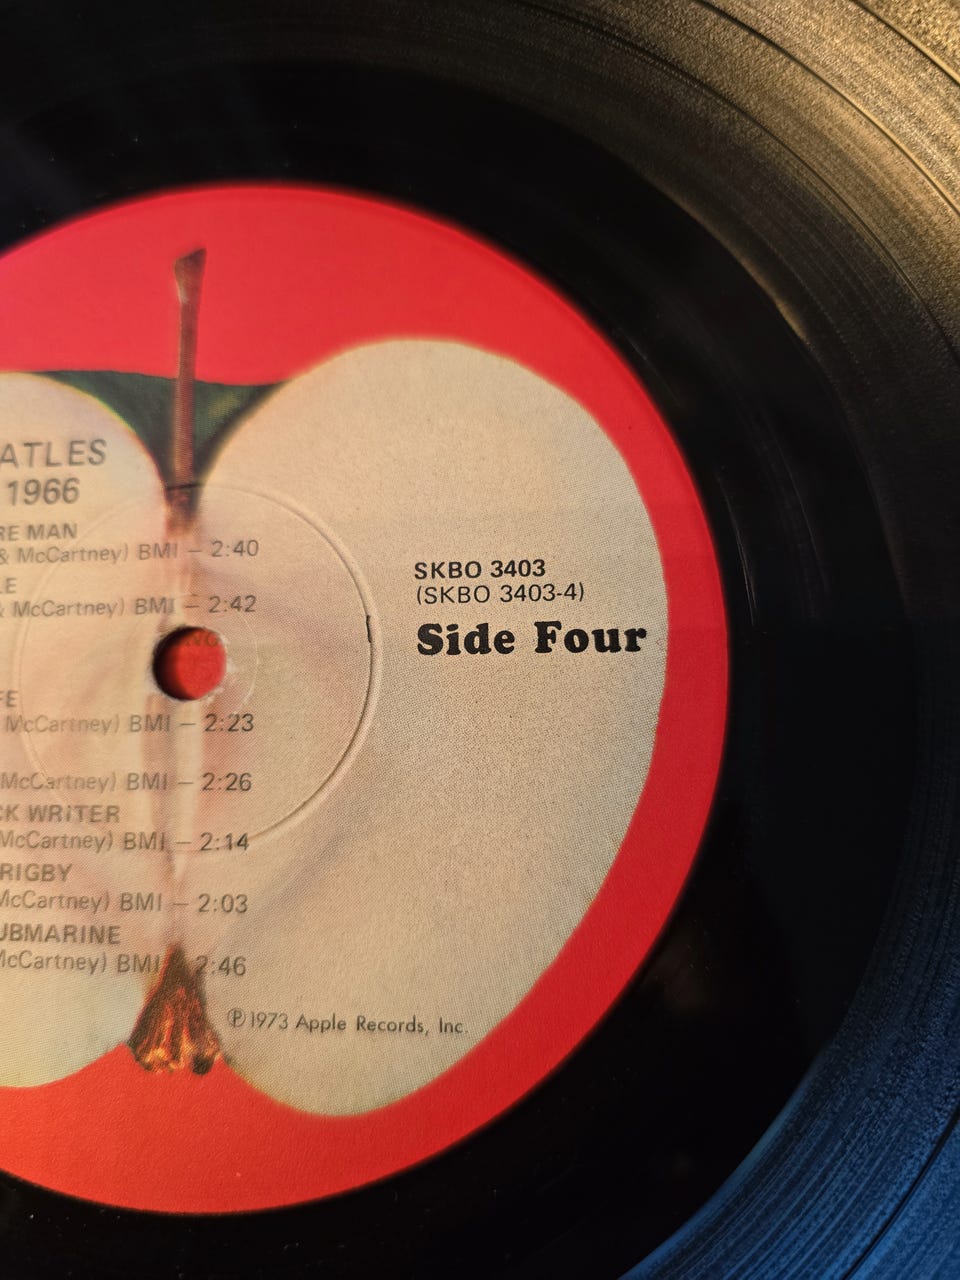 ATLES
1966
RE MAN
& McCartney) BMI – 2:40
LE
& McCartney) BMI – 2:42
FE
McCartney) BMI – 2:23
McCartney) BMI – 2:26
CK WRITER
McCartney) BMI – 2:14
RIGBY
McCartney) BMI – 2:03
UBMARINE
McCartney) BMI – 2:46
SKBO 3403
(SKBO 3403-4)
Side Four
℗ 1973 Apple Records, Inc.